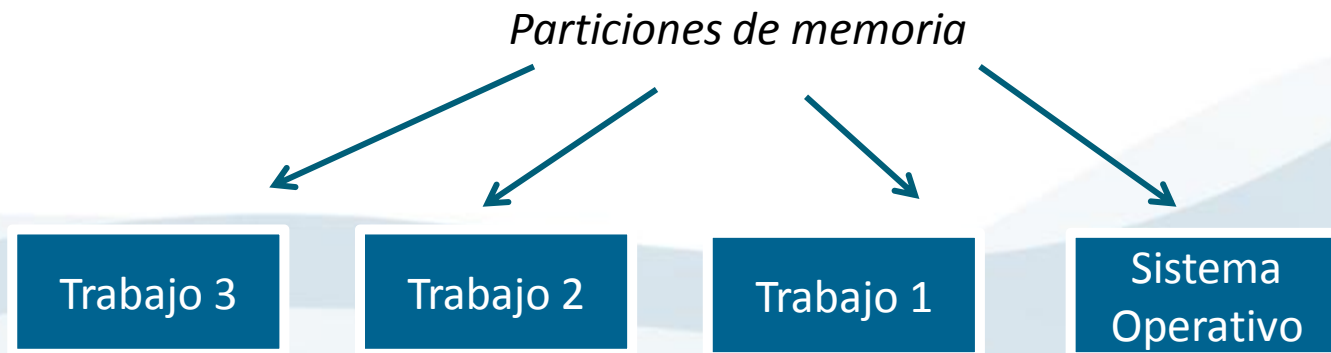 Particiones de memoria
Trabajo 3
Trabajo 2
Trabajo 1
Sistema
Operativo